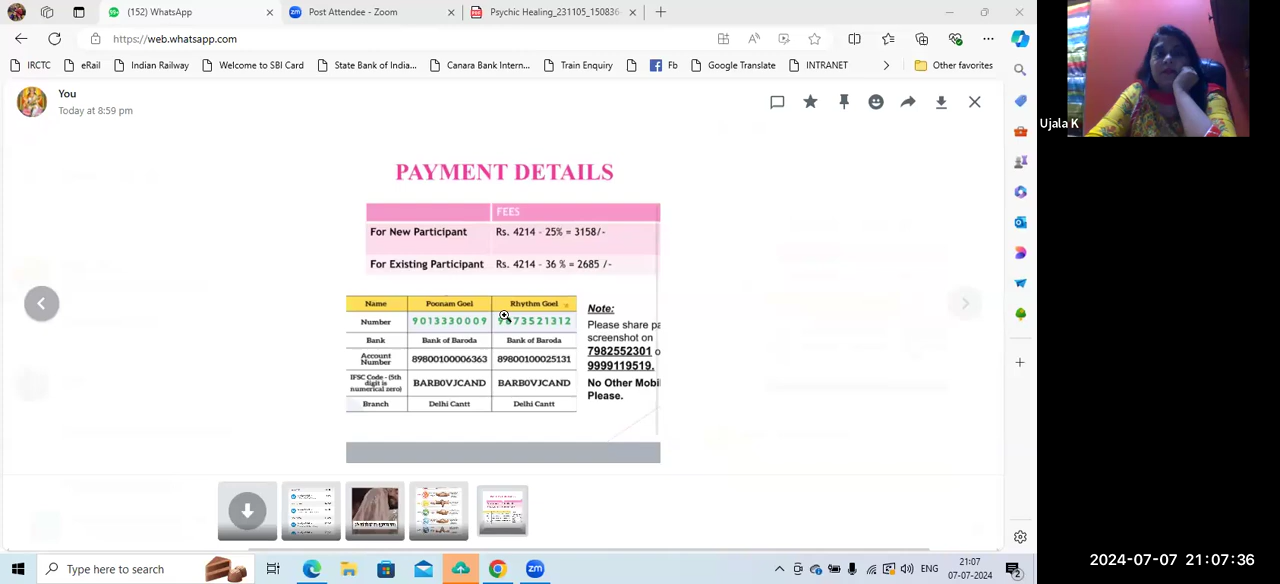 (152) WhatsApp
Post Attendee - Zoom
Psychic Healing_231105_150836
https://web.whatsapp.com
IRCTC
eRail
Indian Railway
Welcome to SBI Card
State Bank of India...
Canara Bank Intern...
Train Enquiry
Fb
Google Translate
INTRANET
Other favorites
You
Today at 8:59 pm
Ujala K
PAYMENT DETAILS
FEES
For New Participant Rs. 4214 - 25% = 3158/-
For Existing Participant Rs. 4214 - 36 % = 2685 /-
Name Poonam Goel Rhythm Goel
Number 9013330009
Bank Bank of Baroda Bank of Baroda
Account Number 89800100006363 89800100025131
IFSC Code - (5th digit is numerical zero) BARB0VJCAND BARB0VJCAND
Branch Delhi Cantt Delhi Cantt
Note:
Please share pa
screenshot on
7982552301 o
9999119519.
No Other Mobi
Please.
Type here to search
ENG
21:07
07-07-2024
2
2024-07-07 21:07:36